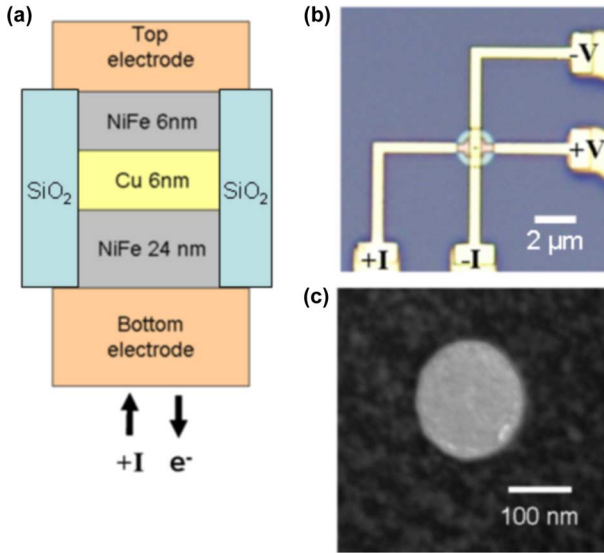 (a)
Top
electrode
NiFe 6nm
SiO2
Cu 6nm
SiO2
NiFe 24 nm
Bottom
electrode
+I e-
(b)
-V
+V
2 µm
+I -I
(c)
100 nm